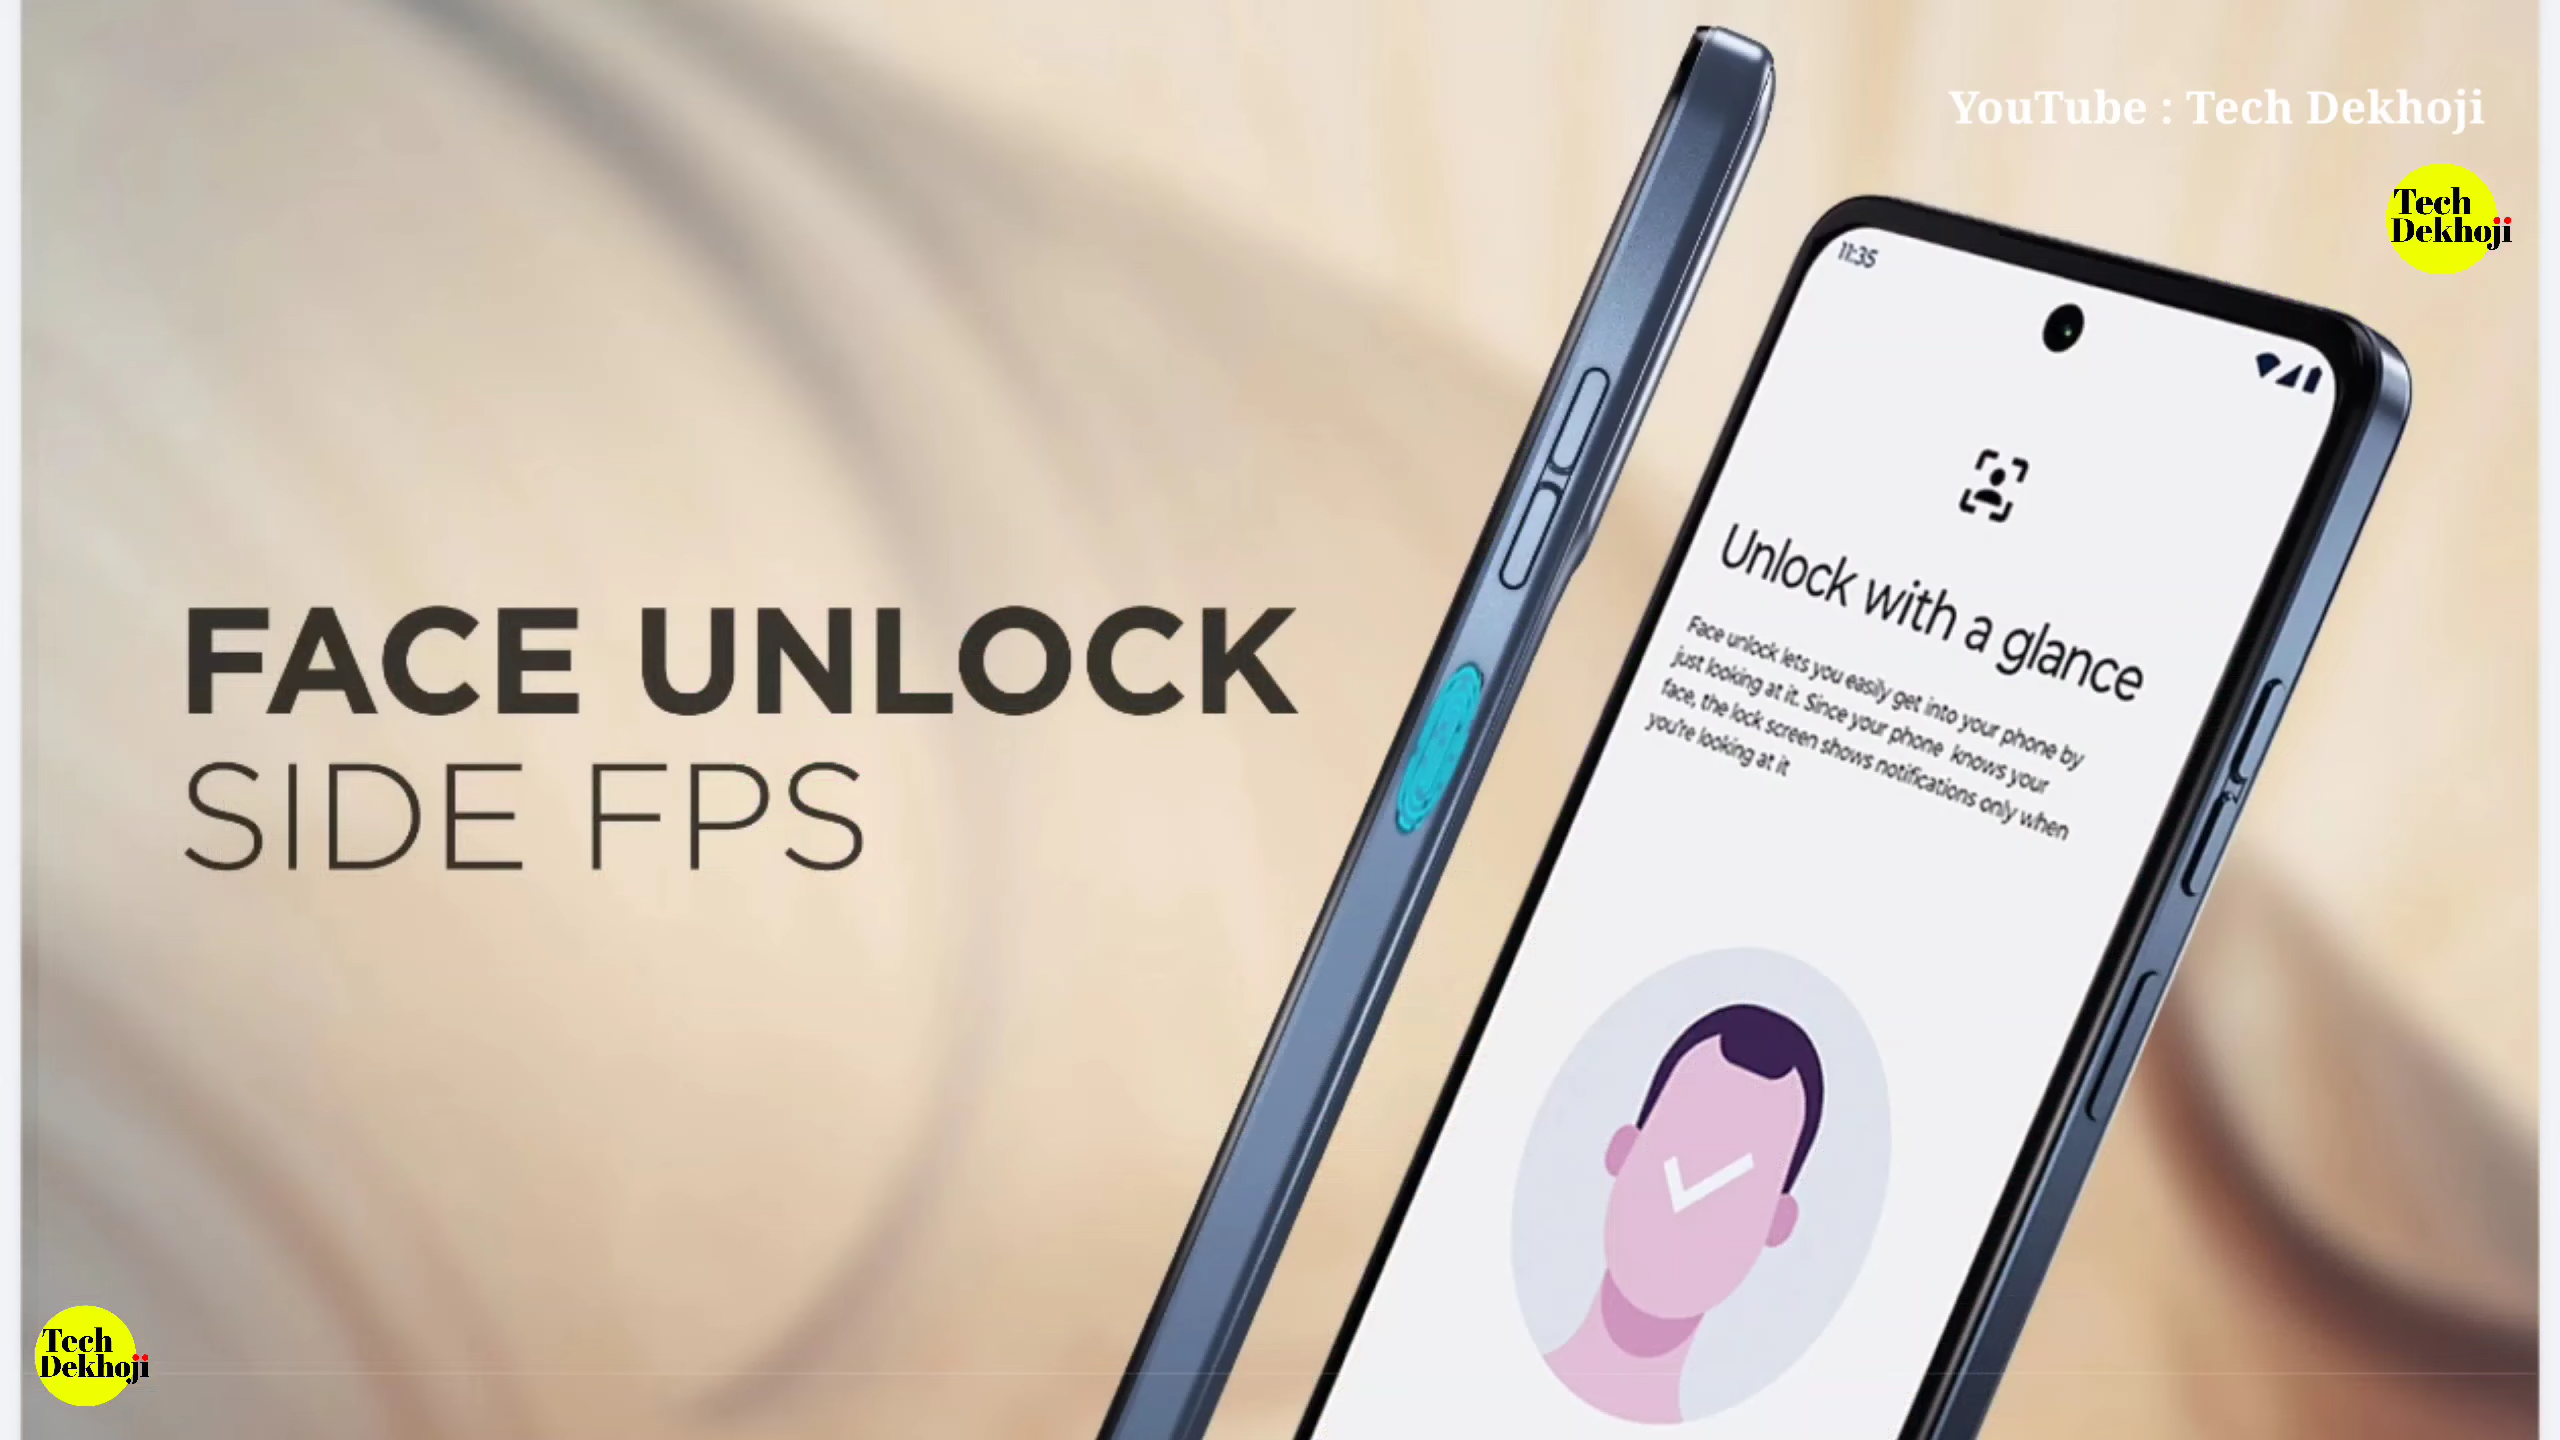 YouTube : Tech Dekhoji
Tech
Dekhoji
11:35
Unlock with a glance
Face unlock lets you easily get into your phone by
just looking at it. Since your phone knows your
face, the lock screen shows notifications only when
you're looking at it
FACE UNLOCK
SIDE FPS
Tech
Dekhoji